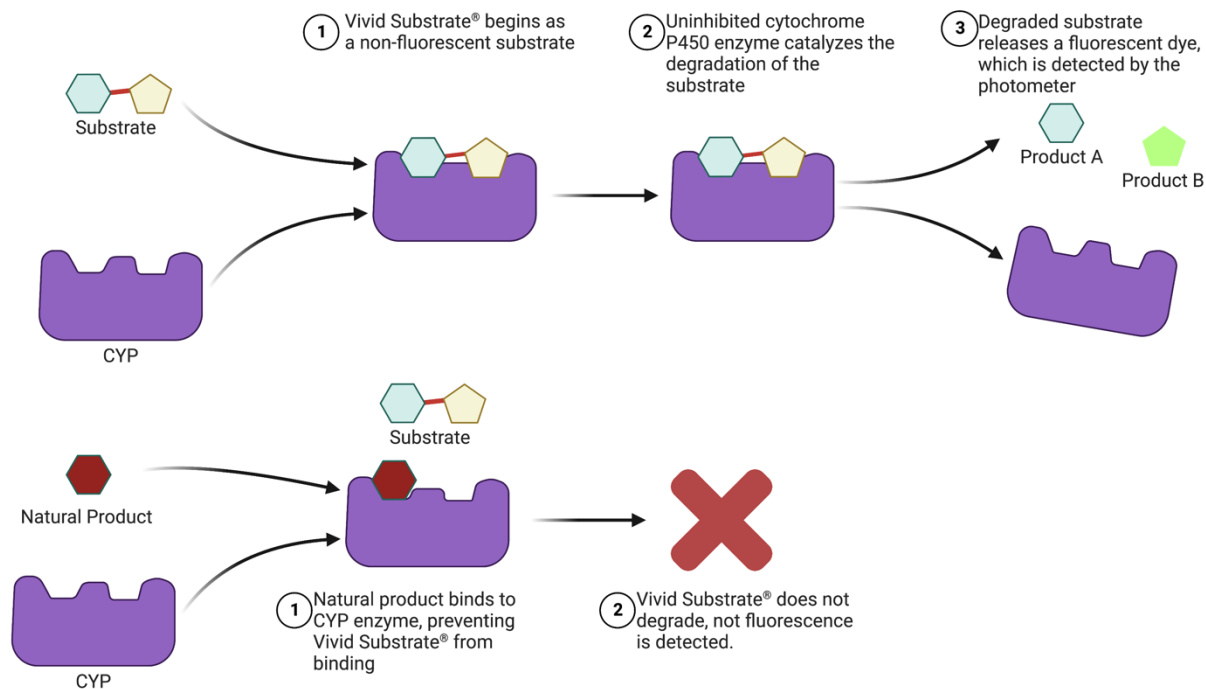 1
Vivid Substrate® begins as
a non-fluorescent substrate
2
Uninhibited cytochrome
P450 enzyme catalyzes the
degradation of the
substrate
3
Degraded substrate
releases a fluorescent dye,
which is detected by the
photometer
Substrate
Product A
Product B
CYP
Substrate
Natural Product
CYP
1
Natural product binds to
CYP enzyme, preventing
Vivid Substrate® from
binding
2
Vivid Substrate® does not
degrade, not fluorescence
is detected.